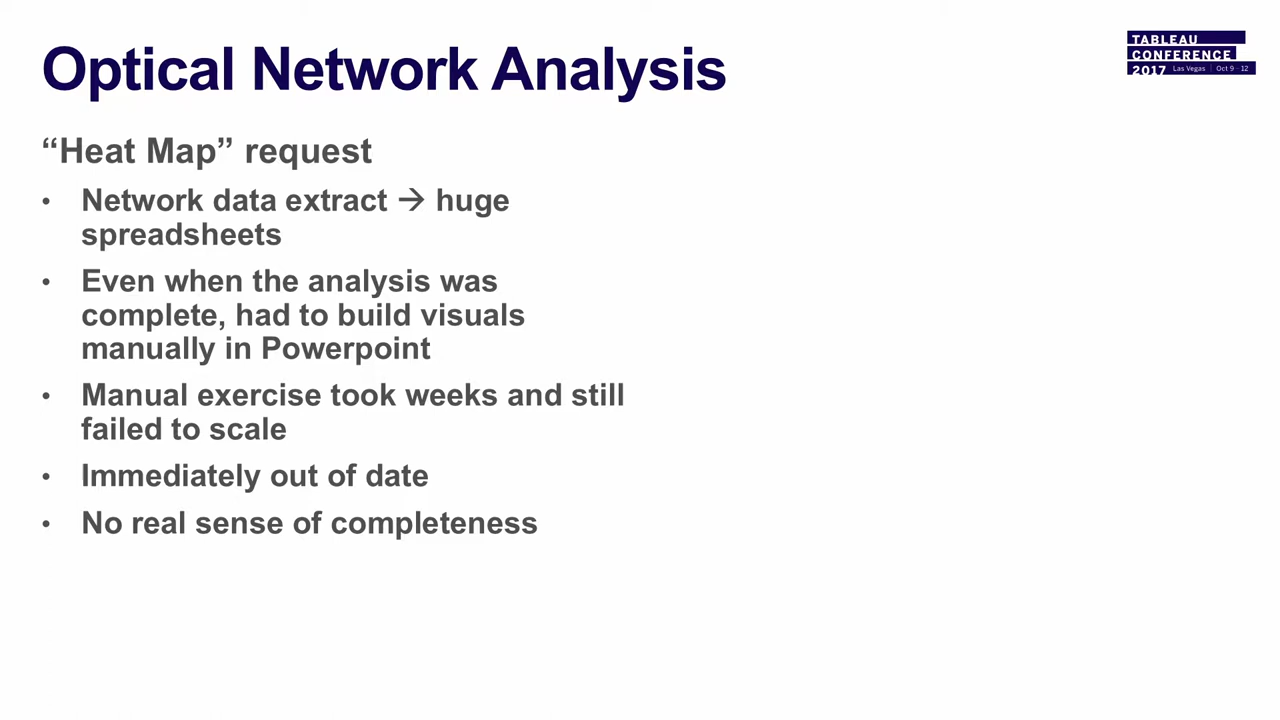 Optical Network Analysis
TABLEAU
CONFERENCE
2017 Las Vegas | Oct 9 - 12
“Heat Map” request
• Network data extract → huge
spreadsheets
• Even when the analysis was
complete, had to build visuals
manually in Powerpoint
• Manual exercise took weeks and still
failed to scale
• Immediately out of date
• No real sense of completeness